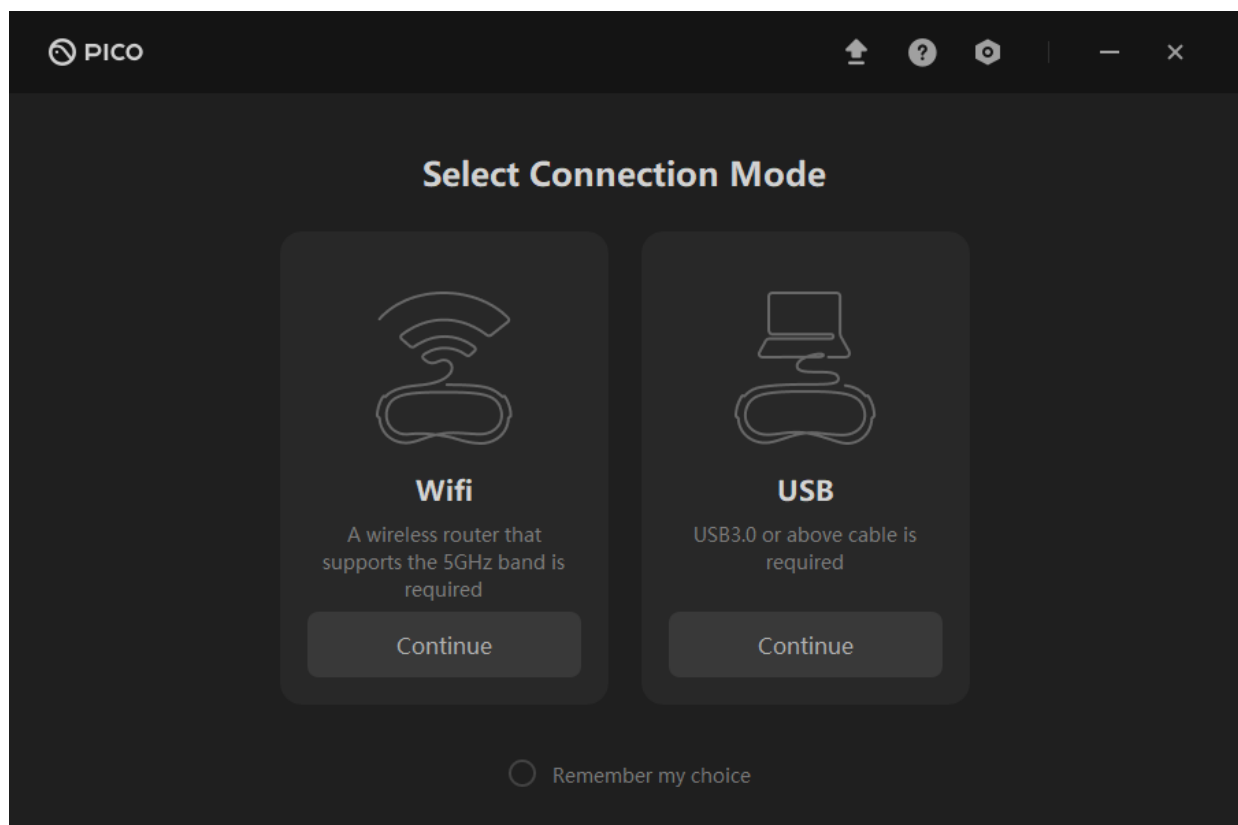 PICO
Select Connection Mode
Wifi
A wireless router that
supports the 5GHz band is
required
Continue
USB
USB3.0 or above cable is
required
Continue
Remember my choice